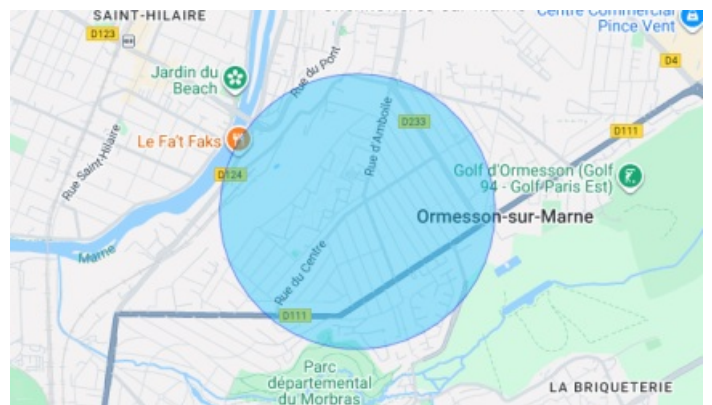 SAINT-HILAIRE
Centre Commercial
Pince Vent
D123
D4
Rue du Pont
Jardin du
Beach
D233
D111
Le Fa't Faks
Rue d'Amboile
Rue Saint-Hilaire
D124
Golf d'Ormesson (Golf
94 - Golf Paris Est)
Ormesson-sur-Marne
Marne
Rue du Centre
D111
Parc
départemental
du Morbras
LA BRIQUETERIE